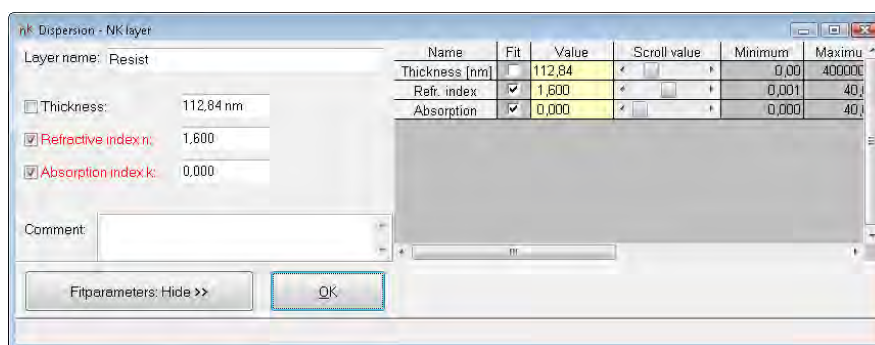 nK Dispersion - NK layer
Layer name: Resist
Thickness: 112,84 nm
Refractive index n: 1,600
Absorption index k: 0,000
Comment:
Fitparameters: Hide >>
OK
Name Fit Value Scroll value Minimum Maximu
Thickness [nm] 112,84 0,00 40000
Refr. index 1,600 0,001 40,
Absorption 0,000 0,000 40,